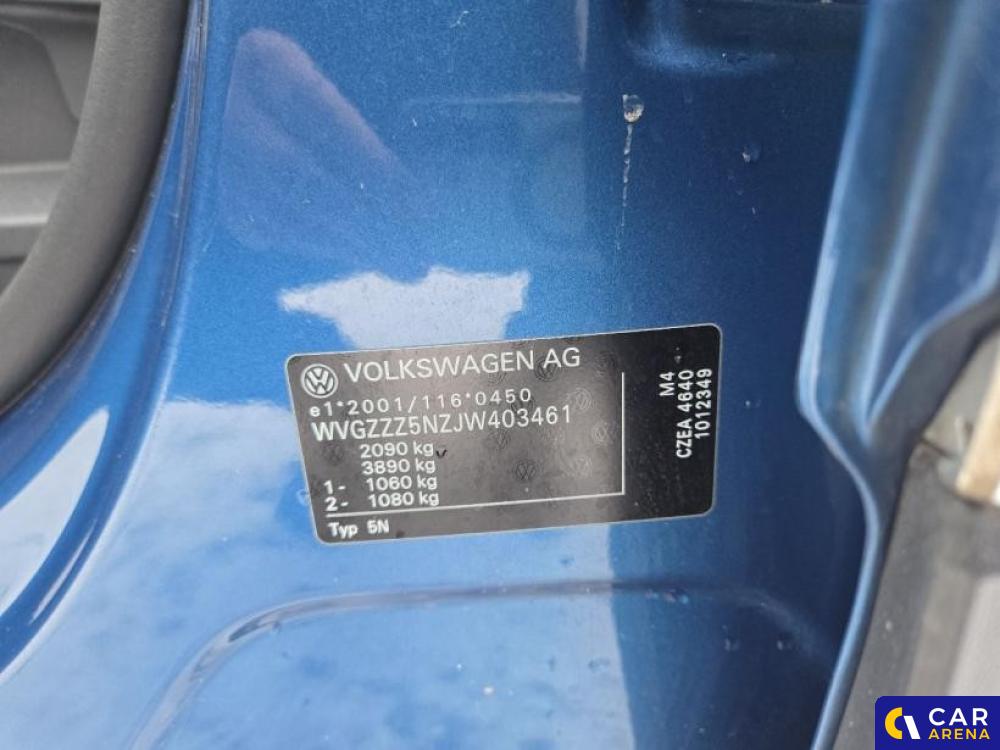 VOLKSWAGEN AG
e1*2001/116*0450
WVGZZZ5NZJW403461
2090 kg
3890 kg
1- 1060 kg
2- 1080 kg
Typ 5N
M4
CZEA 4640
1012349
CAR
ARENA